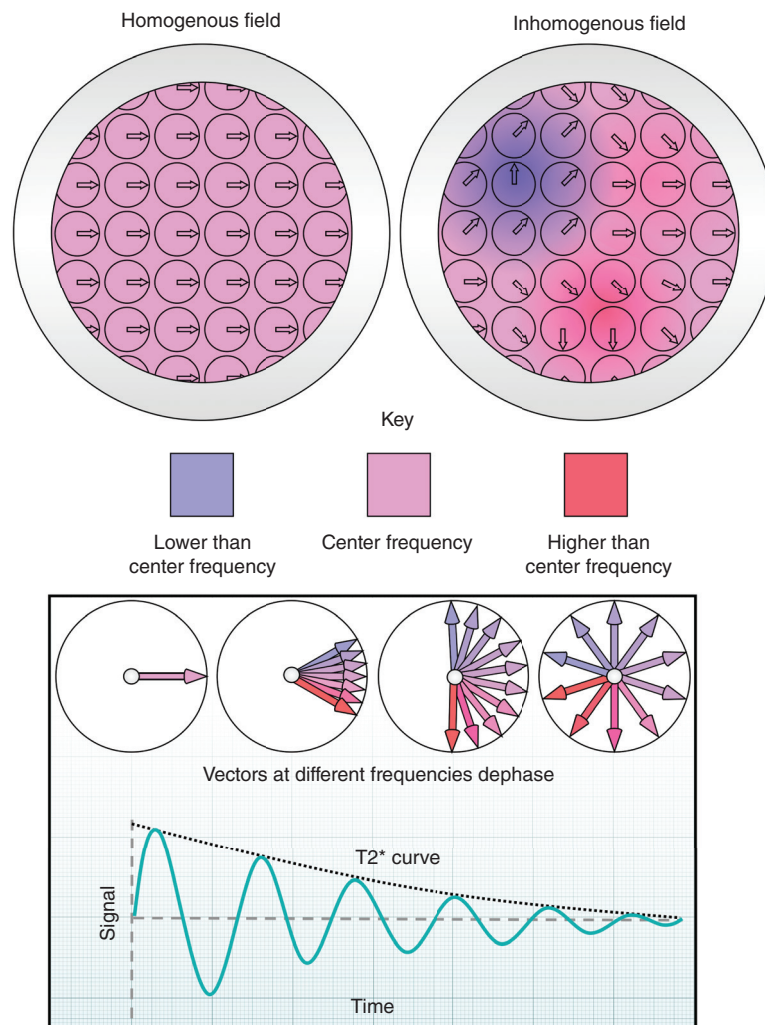 Homogenous field
Inhomogenous field
Key
Lower than
center frequency
Center frequency
Higher than
center frequency
Vectors at different frequencies dephase
T2* curve
Signal
Time